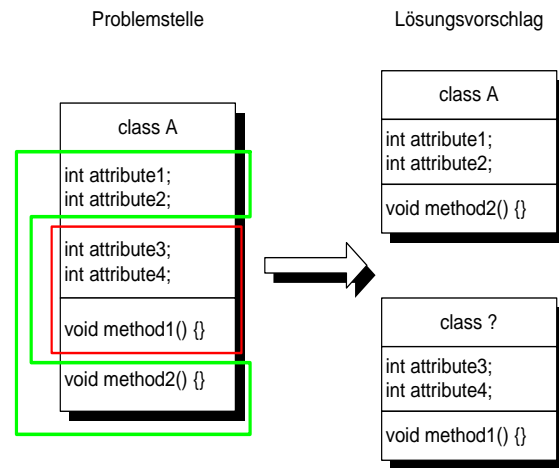 Problemstelle
Lösungsvorschlag
class A
int attribute1;
int attribute2;
int attribute3;
int attribute4;
void method1() {}
void method2() {}
class A
int attribute1;
int attribute2;
void method2() {}
class ?
int attribute3;
int attribute4;
void method1() {}